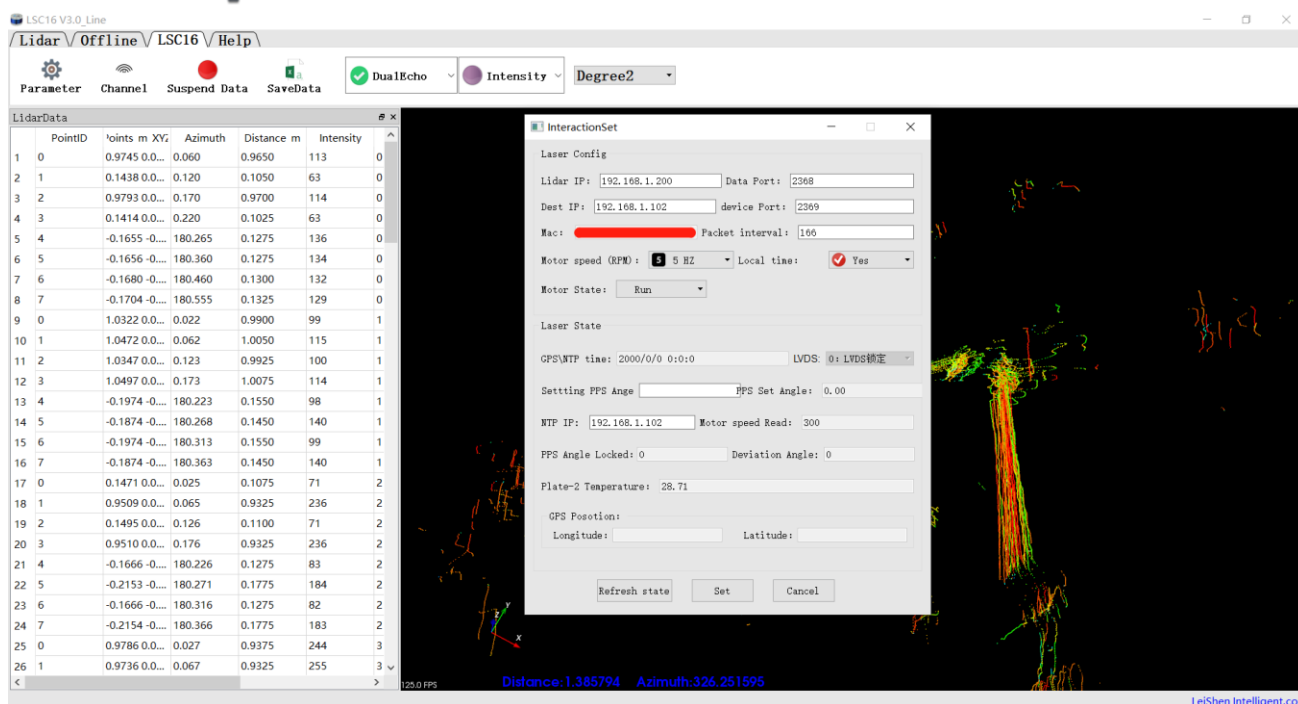 LSC16 V3.0_Line
Lidar Offline LSC16 Help
Parameter Channel Suspend Data SaveData DualEcho Intensity Degree2
LidarData
PointID Points_m_XYZ Azimuth Distance_m Intensity
1 0 0.9745 0.0... 0.060 0.9650 113 0
2 1 0.1438 0.0... 0.120 0.1050 63 0
3 2 0.9793 0.0... 0.170 0.9700 114 0
4 3 0.1414 0.0... 0.220 0.1025 63 0
5 4 -0.1655 -0.... 180.265 0.1275 136 0
6 5 -0.1656 -0.... 180.360 0.1275 134 0
7 6 -0.1680 -0.... 180.460 0.1300 132 0
8 7 -0.1704 -0.... 180.555 0.1325 129 0
9 0 1.0322 0.0... 0.022 0.9900 99 1
10 1 1.0472 0.0... 0.062 1.0050 115 1
11 2 1.0347 0.0... 0.123 0.9925 100 1
12 3 1.0497 0.0... 0.173 1.0075 114 1
13 4 -0.1974 -0.... 180.223 0.1550 98 1
14 5 -0.1874 -0.... 180.268 0.1450 140 1
15 6 -0.1974 -0.... 180.313 0.1550 99 1
16 7 -0.1874 -0.... 180.363 0.1450 140 1
17 0 0.1471 0.0... 0.025 0.1075 71 2
18 1 0.9509 0.0... 0.065 0.9325 236 2
19 2 0.1495 0.0... 0.126 0.1100 71 2
20 3 0.9510 0.0... 0.176 0.9325 236 2
21 4 -0.1666 -0.... 180.226 0.1275 83 2
22 5 -0.2153 -0.... 180.271 0.1775 184 2
23 6 -0.1666 -0.... 180.316 0.1275 82 2
24 7 -0.2154 -0.... 180.366 0.1775 183 2
25 0 0.9786 0.0... 0.027 0.9375 244 3
26 1 0.9736 0.0... 0.067 0.9325 255 3
InteractionSet
Laser Config
Lidar IP: 192.168.1.200 Data Port: 2368
Dest IP: 192.168.1.102 device Port: 2369
Mac: Packet interval: 166
Motor speed (RPM): 5 5 HZ Local time: Yes
Motor State: Run
Laser State
GPS\NTP time: 2000/0/0 0:0:0 LVDS: 0: LVDS锁定
Settting PPS Ange PPS Set Angle: 0.00
NTP IP: 192.168.1.102 Motor speed Read: 300
PPS Angle Locked: 0 Deviation Angle: 0
Plate-2 Temperature: 28.71
GPS Posotion:
Longitude: Latitude:
Refresh state Set Cancel
Y
Z
X
125.0 FPS Distance:1.385794 Azimuth:326.251595
LeiShen Intelligent.co